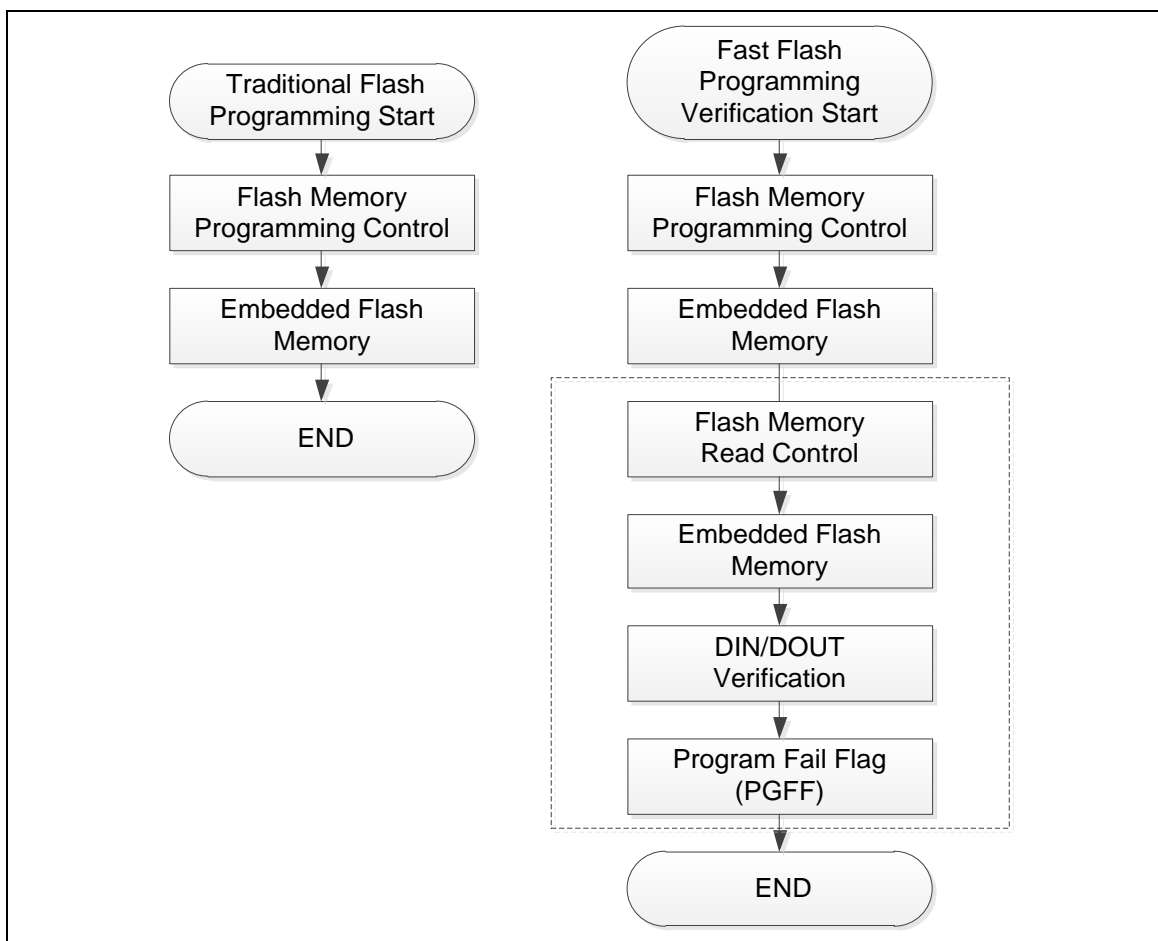 Traditional Flash
Programming Start
Flash Memory
Programming Control
Embedded Flash
Memory
END
Fast Flash
Programming
Verification Start
Flash Memory
Programming Control
Embedded Flash
Memory
Flash Memory
Read Control
Embedded Flash
Memory
DIN/DOUT
Verification
Program Fail Flag
(PGFF)
END